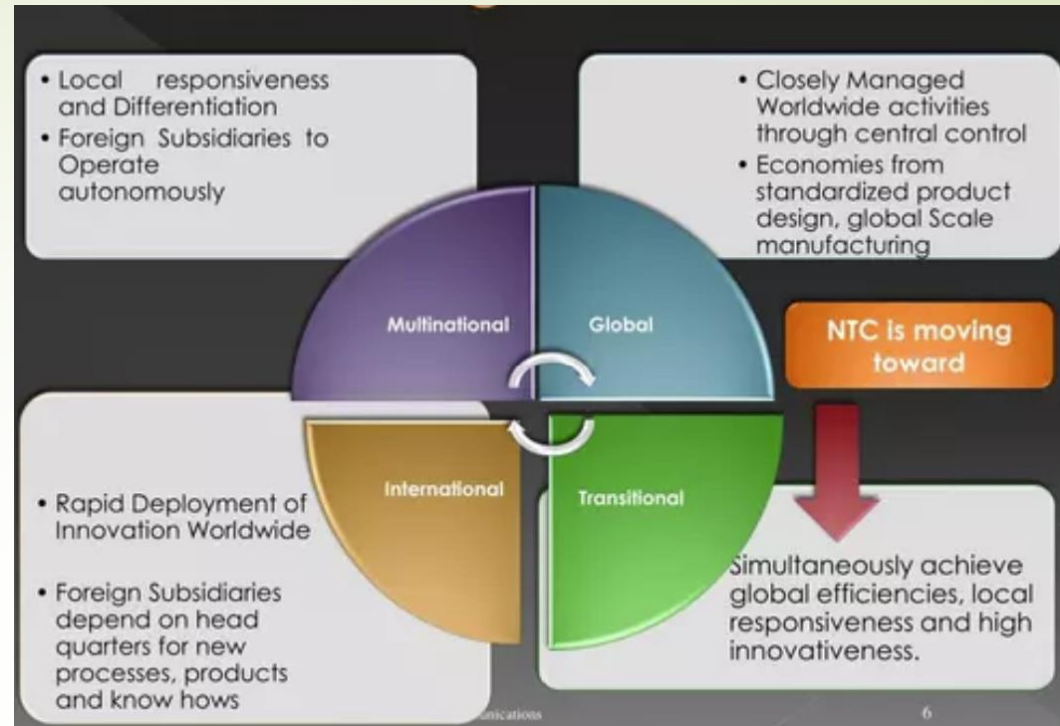 • Local responsiveness
and Differentiation
• Foreign Subsidiaries to
Operate
autonomously
• Closely Managed
Worldwide activities
through central control
• Economies from
standardized product
design, global Scale
manufacturing
Multinational
Global
NTC is moving
toward
International
Transitional
• Rapid Deployment of
Innovation Worldwide
• Foreign Subsidiaries
depend on head
quarters for new
processes, products
and know hows
Simultaneously achieve
global efficiencies, local
responsiveness and high
innovativeness.
6